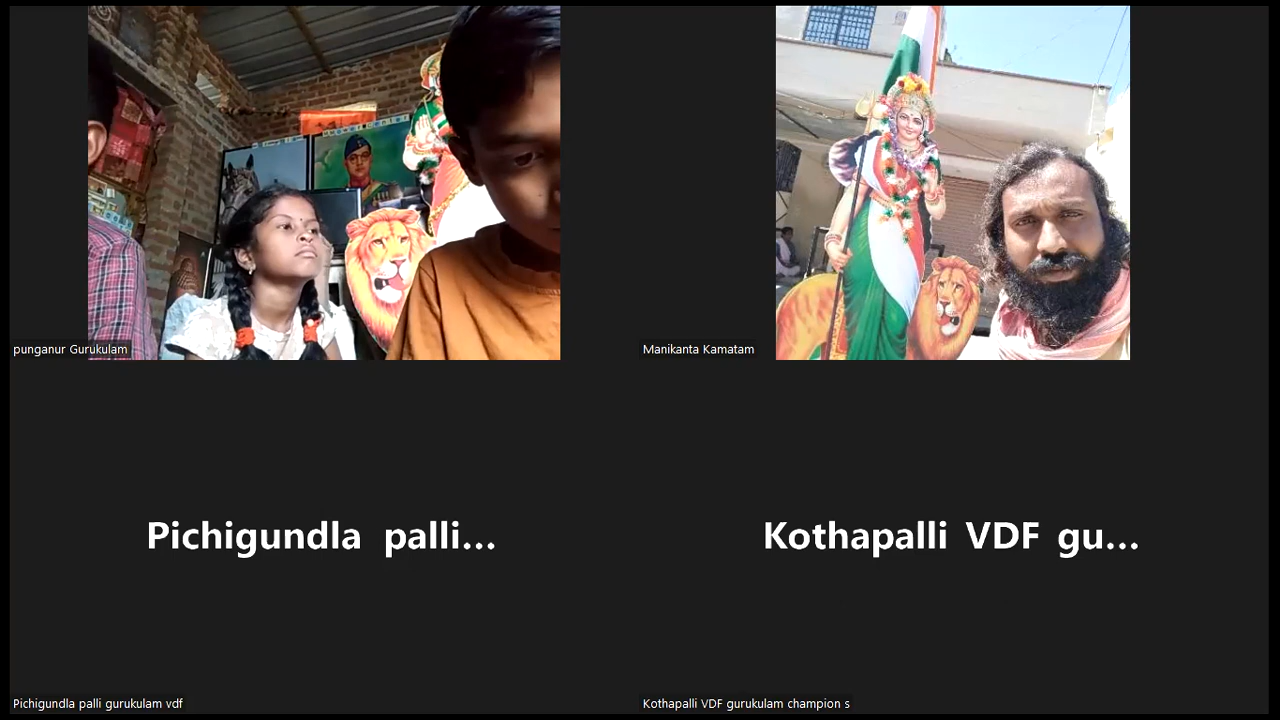 punganur Gurukulam
Manikanta Kamatam
Pichigundla palli...
Kothapalli VDF gu...
Pichigundla palli gurukulam vdf
Kothapalli VDF gurukulam champion s